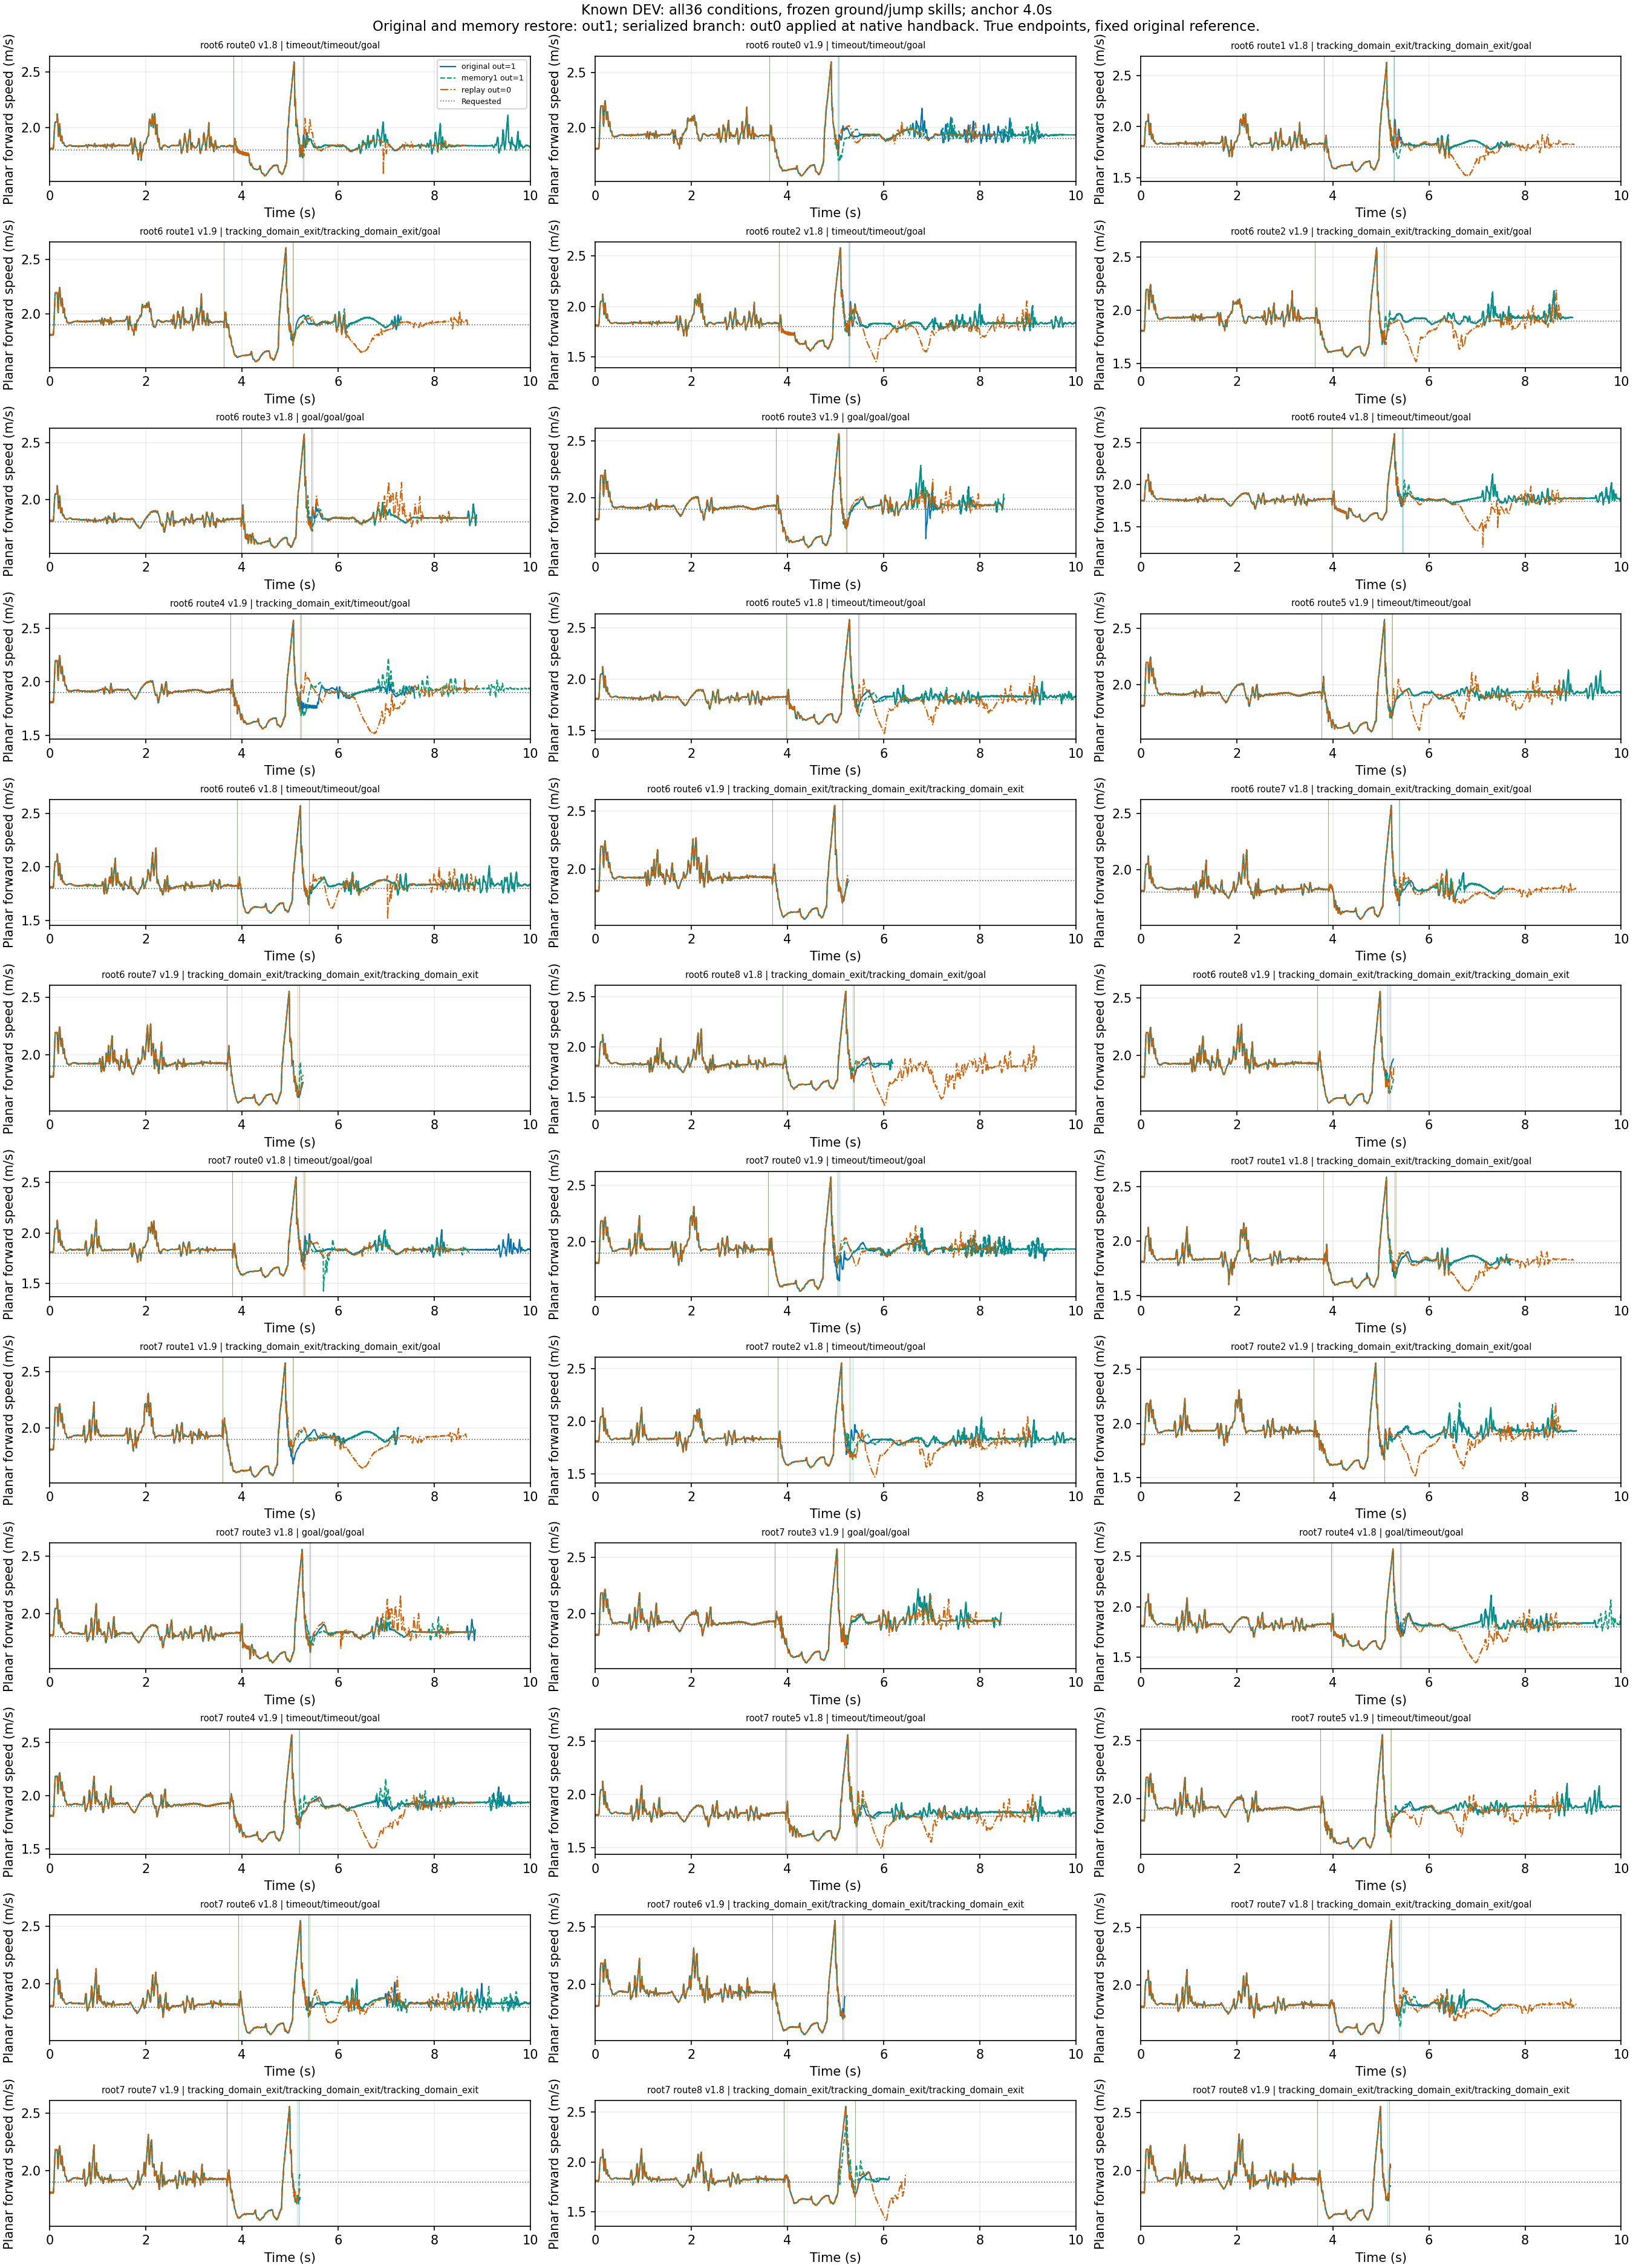 Known DEV: all36 conditions, frozen ground/jump skills; anchor 4.0s
Original and memory restore: out1; serialized branch: out0 applied at native handback. True endpoints, fixed original reference.
root6 route0 v1.8 | timeout/timeout/goal
root6 route0 v1.9 | timeout/timeout/goal
root6 route1 v1.8 | tracking_domain_exit/tracking_domain_exit/goal
original out=1
memory1 out=1
replay out=0
Requested
Planar forward speed (m/s)
Time (s)
root6 route1 v1.9 | tracking_domain_exit/tracking_domain_exit/goal
root6 route2 v1.8 | timeout/timeout/goal
root6 route2 v1.9 | tracking_domain_exit/tracking_domain_exit/goal
root6 route3 v1.8 | goal/goal/goal
root6 route3 v1.9 | goal/goal/goal
root6 route4 v1.8 | timeout/timeout/goal
root6 route4 v1.9 | tracking_domain_exit/timeout/goal
root6 route5 v1.8 | timeout/timeout/goal
root6 route5 v1.9 | timeout/timeout/goal
root6 route6 v1.8 | timeout/timeout/goal
root6 route6 v1.9 | tracking_domain_exit/tracking_domain_exit/tracking_domain_exit
root6 route7 v1.8 | tracking_domain_exit/tracking_domain_exit/goal
root6 route7 v1.9 | tracking_domain_exit/tracking_domain_exit/tracking_domain_exit
root6 route8 v1.8 | tracking_domain_exit/tracking_domain_exit/goal
root6 route8 v1.9 | tracking_domain_exit/tracking_domain_exit/tracking_domain_exit
root7 route0 v1.8 | timeout/goal/goal
root7 route0 v1.9 | timeout/timeout/goal
root7 route1 v1.8 | tracking_domain_exit/tracking_domain_exit/goal
root7 route1 v1.9 | tracking_domain_exit/tracking_domain_exit/goal
root7 route2 v1.8 | timeout/timeout/goal
root7 route2 v1.9 | tracking_domain_exit/tracking_domain_exit/goal
root7 route3 v1.8 | goal/goal/goal
root7 route3 v1.9 | goal/goal/goal
root7 route4 v1.8 | goal/timeout/goal
root7 route4 v1.9 | timeout/timeout/goal
root7 route5 v1.8 | timeout/timeout/goal
root7 route5 v1.9 | timeout/timeout/goal
root7 route6 v1.8 | timeout/timeout/goal
root7 route6 v1.9 | tracking_domain_exit/tracking_domain_exit/tracking_domain_exit
root7 route7 v1.8 | tracking_domain_exit/tracking_domain_exit/goal
root7 route7 v1.9 | tracking_domain_exit/tracking_domain_exit/tracking_domain_exit
root7 route8 v1.8 | tracking_domain_exit/tracking_domain_exit/tracking_domain_exit
root7 route8 v1.9 | tracking_domain_exit/tracking_domain_exit/tracking_domain_exit